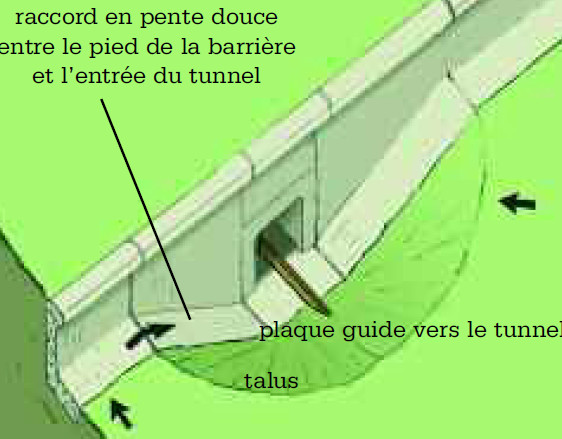 raccord en pente douce
entre le pied de la barrière
et l'entrée du tunnel
plaque guide vers le tunnel
talus